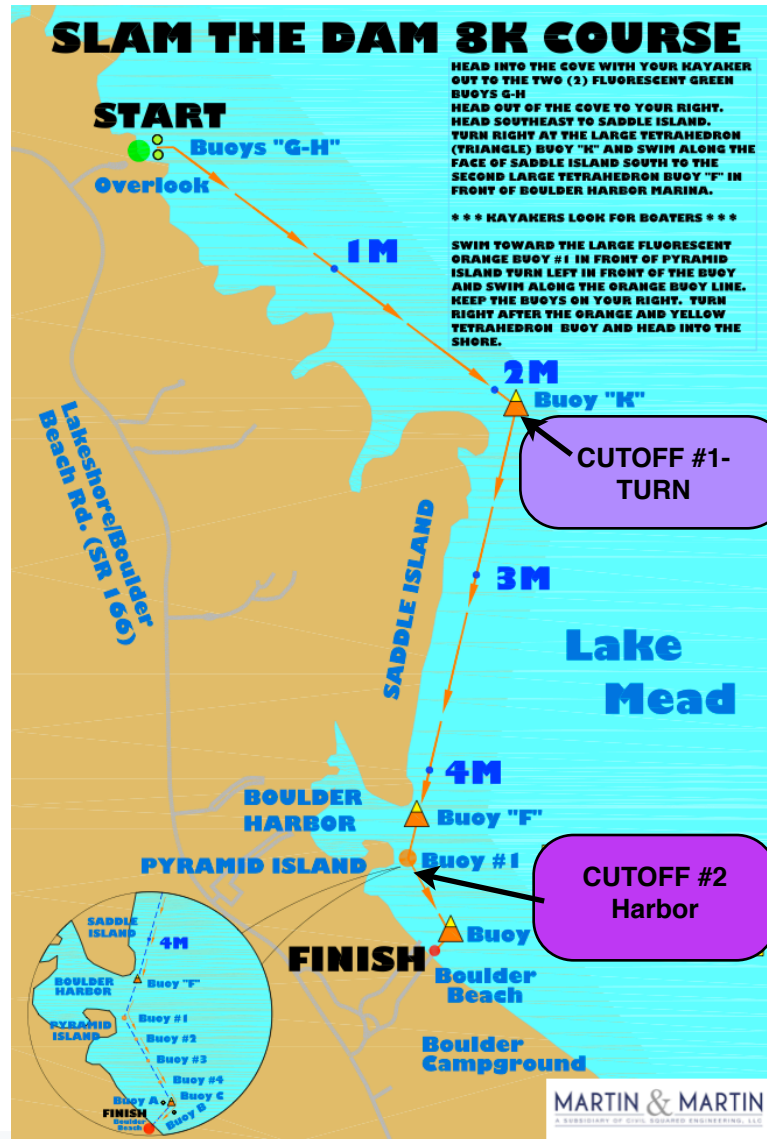 SLAM THE DAM 8K COURSE
HEAD INTO THE COVE WITH YOUR KAYAKER
OUT TO THE TWO (2) FLUORESCENT GREEN
BUOYS G-H
HEAD OUT OF THE COVE TO YOUR RIGHT.
HEAD SOUTHEAST TO SADDLE ISLAND.
TURN RIGHT AT THE LARGE TETRAHEDRON
(TRIANGLE) BUOY "K" AND SWIM ALONG THE
FACE OF SADDLE ISLAND SOUTH TO THE
SECOND LARGE TETRAHEDRON BUOY "F" IN
FRONT OF BOULDER HARBOR MARINA.
* * * KAYAKERS LOOK FOR BOATERS * * *
SWIM TOWARD THE LARGE FLUORESCENT
ORANGE BUOY #1 IN FRONT OF PYRAMID
ISLAND TURN LEFT IN FRONT OF THE BUOY
AND SWIM ALONG THE ORANGE BUOY LINE.
KEEP THE BUOYS ON YOUR RIGHT. TURN
RIGHT AFTER THE ORANGE AND YELLOW
TETRAHEDRON BUOY AND HEAD INTO THE
SHORE.
START
Buoys "G-H"
Overlook
1M
2M
Buoy "K"
CUTOFF #1-
TURN
Lakeshore/Boulder
Beach Rd. (SR 166)
SADDLE ISLAND
3M
Lake
Mead
4M
BOULDER
HARBOR
Buoy "F"
PYRAMID ISLAND
Buoy #1
CUTOFF #2
Harbor
Buoy
FINISH
Boulder
Beach
Boulder
Campground
SADDLE
ISLAND
4M
BOULDER
HARBOR
Buoy "F"
PYRAMID
ISLAND
Buoy #1
Buoy #2
Buoy #3
Buoy #4
Buoy A
Buoy C
Buoy B
FINISH
Boulder
Beach
MARTIN & MARTIN
A SUBSIDIARY OF CIVIL SQUARED ENGINEERING, LLC